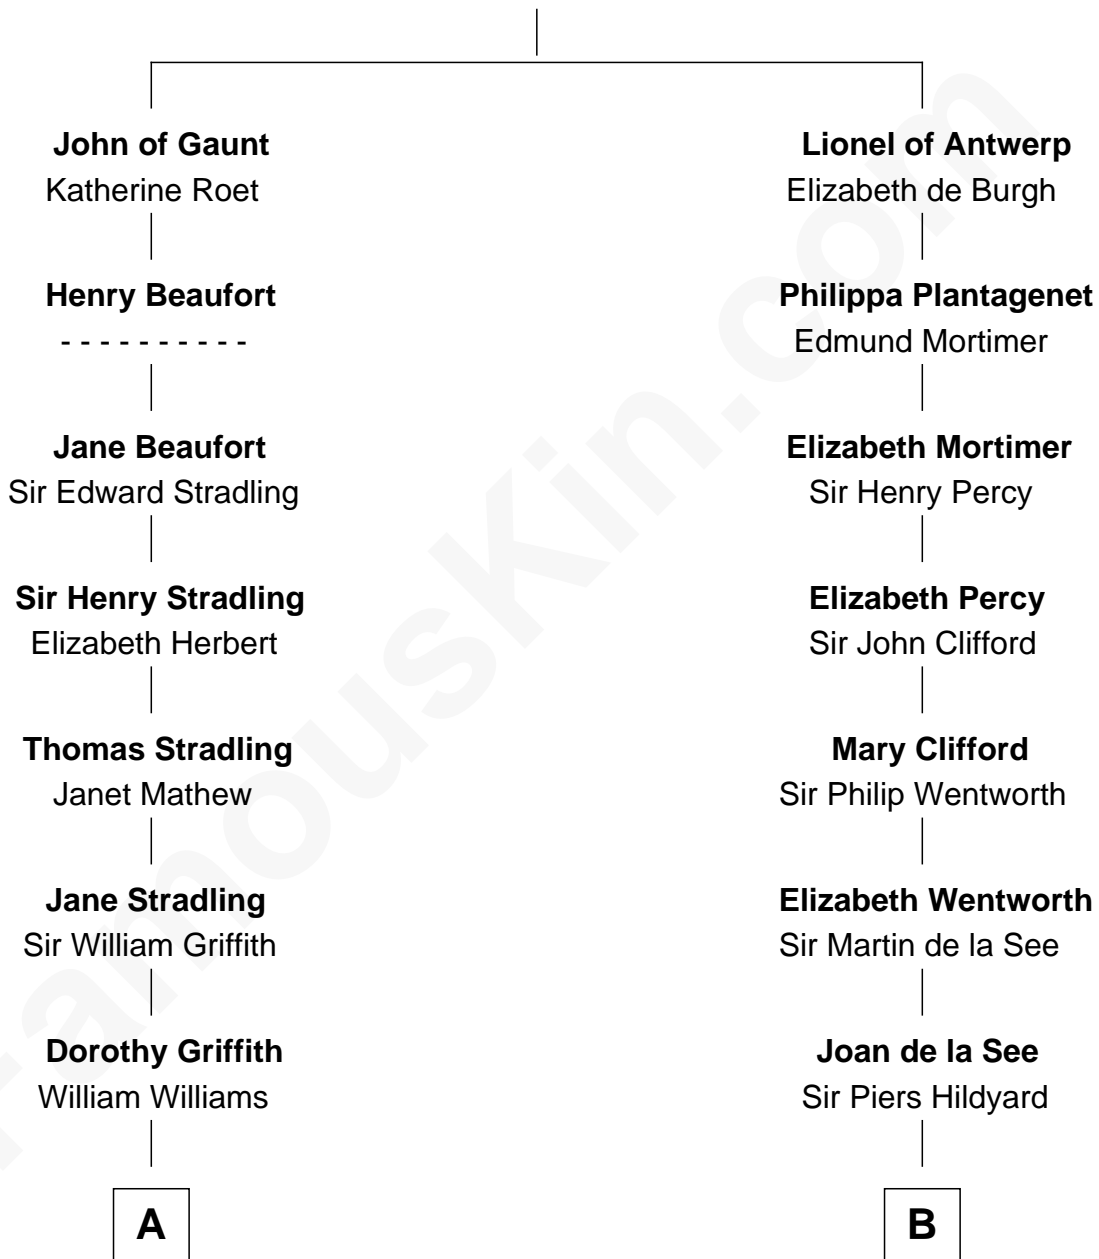 John of Gaunt
Katherine Roet
Henry Beaufort
- - - - - - - - - -
Jane Beaufort
Sir Edward Stradling
Sir Henry Stradling
Elizabeth Herbert
Thomas Stradling
Janet Mathew
Jane Stradling
Sir William Griffith
Dorothy Griffith
William Williams
A
Lionel of Antwerp
Elizabeth de Burgh
Philippa Plantagenet
Edmund Mortimer
Elizabeth Mortimer
Sir Henry Percy
Elizabeth Percy
Sir John Clifford
Mary Clifford
Sir Philip Wentworth
Elizabeth Wentworth
Sir Martin de la See
Joan de la See
Sir Piers Hildyard
B
FamousKin.com